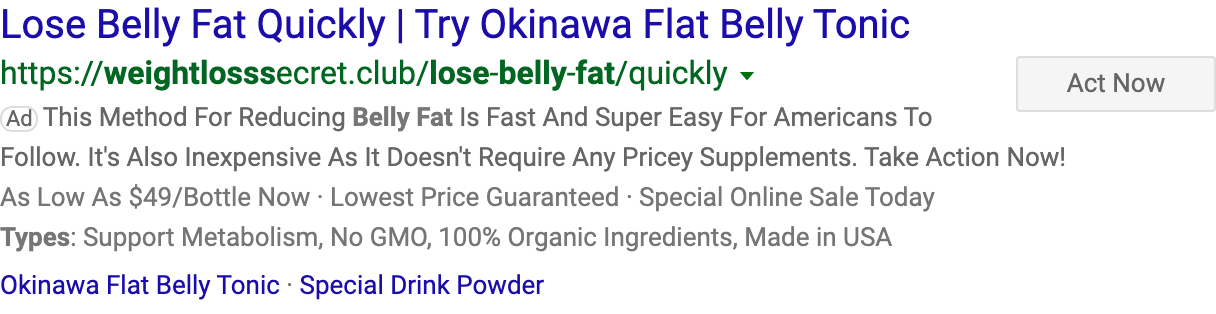 Lose Belly Fat Quickly | Try Okinawa Flat Belly Tonic
https://weightlosssecret.club/lose-belly-fat/quickly
Act Now
Ad This Method For Reducing Belly Fat Is Fast And Super Easy For Americans To
Follow. It's Also Inexpensive As It Doesn't Require Any Pricey Supplements. Take Action Now!
As Low As $49/Bottle Now · Lowest Price Guaranteed · Special Online Sale Today
Types: Support Metabolism, No GMO, 100% Organic Ingredients, Made in USA
Okinawa Flat Belly Tonic · Special Drink Powder